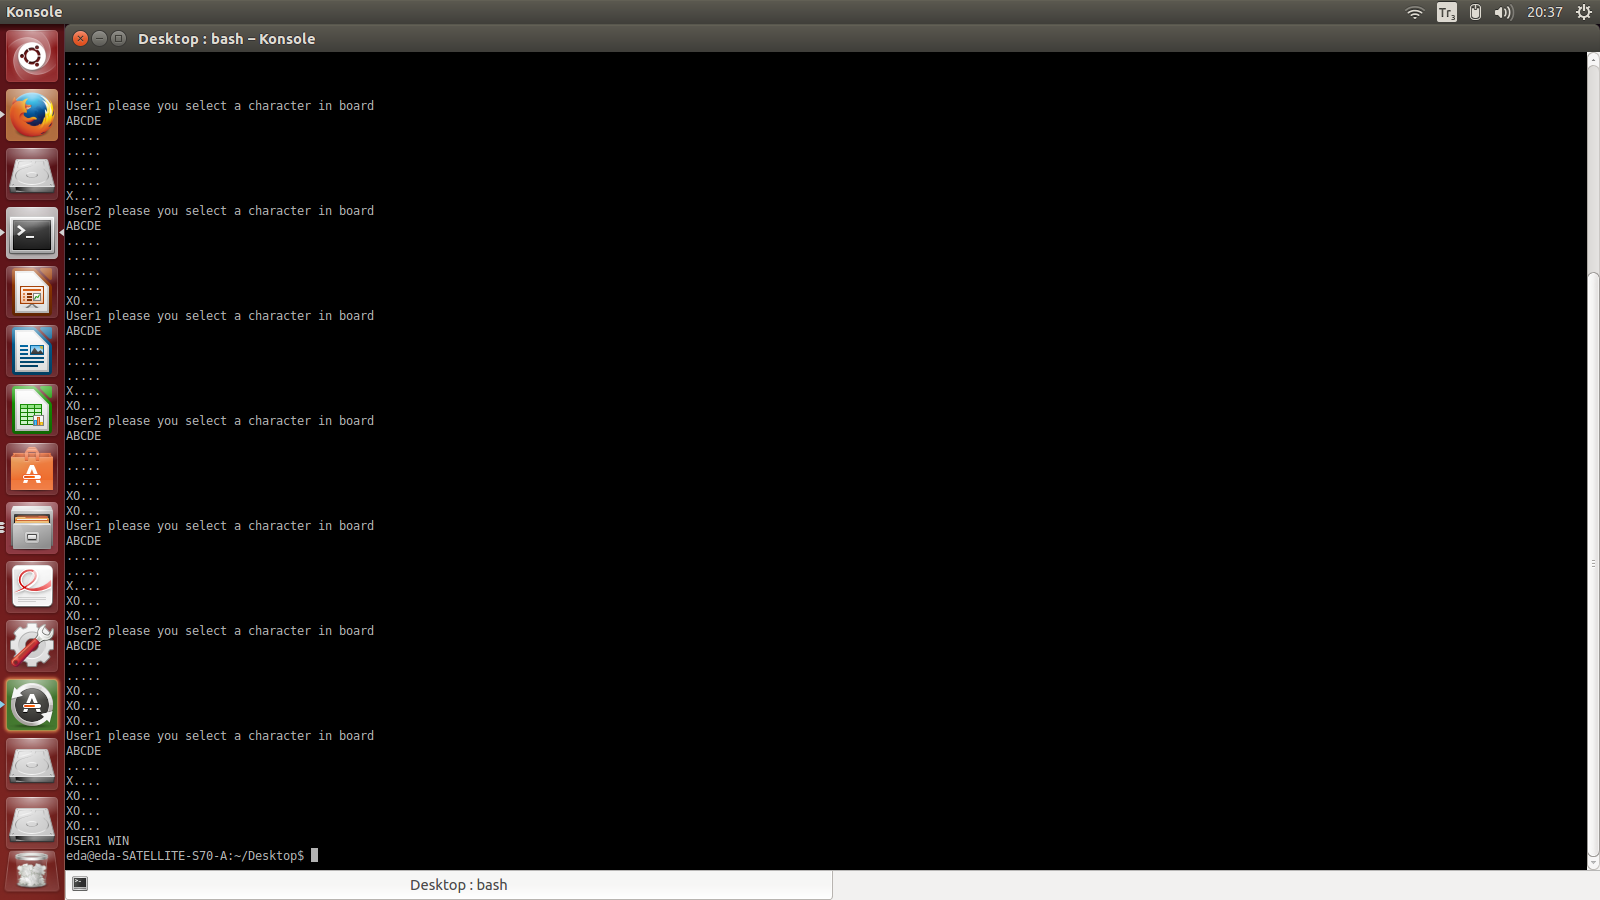 Konsole
Tr3
20:37
Desktop : bash – Konsole
.....
.....
.....
User1 please you select a character in board
ABCDE
.....
.....
.....
.....
X....
User2 please you select a character in board
ABCDE
.....
.....
.....
.....
XO...
User1 please you select a character in board
ABCDE
.....
.....
.....
X....
XO...
User2 please you select a character in board
ABCDE
.....
.....
.....
XO...
XO...
User1 please you select a character in board
ABCDE
.....
.....
X....
XO...
XO...
User2 please you select a character in board
ABCDE
.....
.....
XO...
XO...
XO...
User1 please you select a character in board
ABCDE
.....
X....
XO...
XO...
XO...
USER1 WIN
eda@eda-SATELLITE-S70-A:~/Desktop$
Desktop : bash